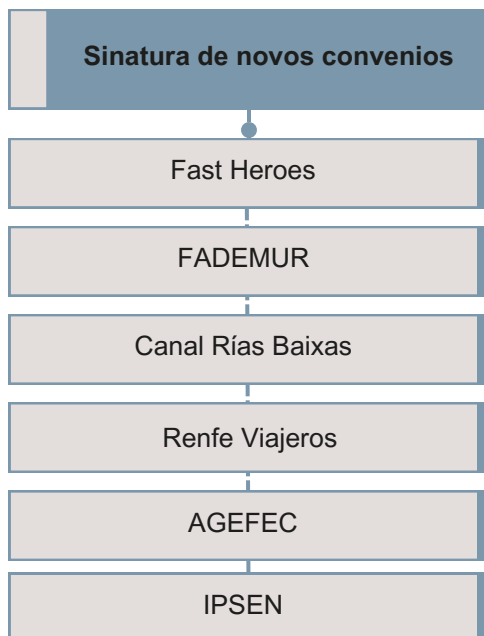 Sinatura de novos convenios
Fast Heroes
FADEMUR
Canal Rías Baixas
Renfe Viajeros
AGEFEC
IPSEN